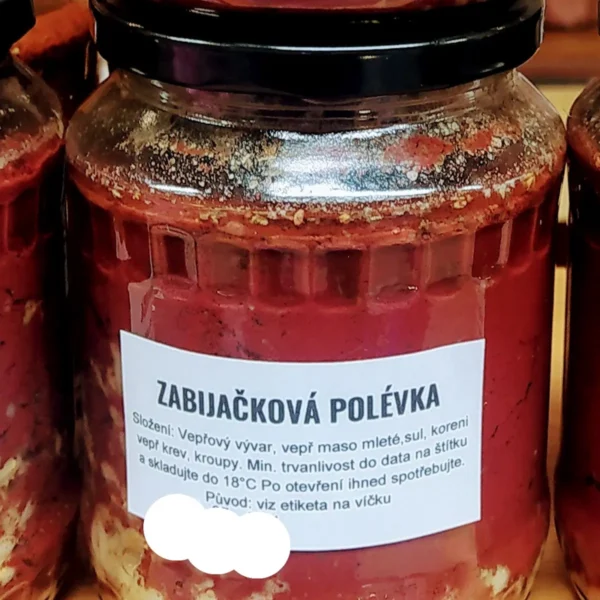 ZABIJAČKOVÁ POLÉVKA
Složení: Vepřový vývar, vepř maso mleté,sul, koreni
vepř krev, kroupy. Min. trvanlivost do data na štítku
a skladujte do 18°C Po otevření ihned spotřebujte.
Původ: viz etiketa na víčku